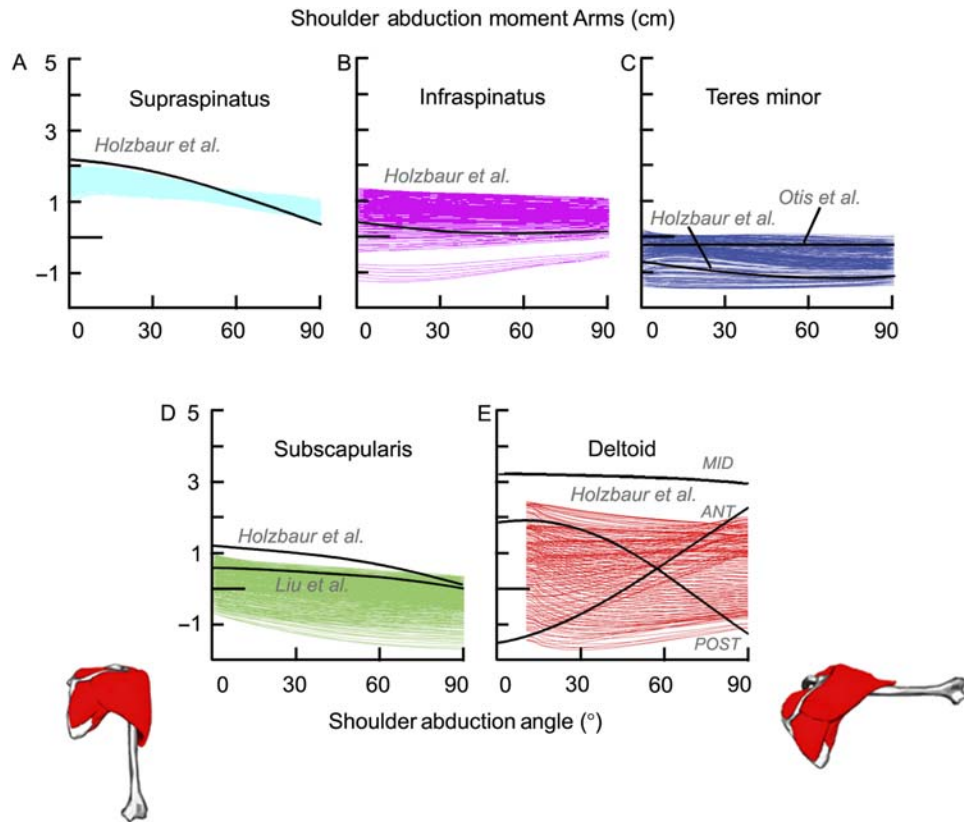 Shoulder abduction moment Arms (cm)
A
5
3
1
−1
Supraspinatus
Holzbaur et al.
0 30 60 90
B
Infraspinatus
Holzbaur et al.
0 30 60 90
C
Teres minor
Otis et al.
Holzbaur et al.
0 30 60 90
D
5
3
1
−1
Subscapularis
Holzbaur et al.
Liu et al.
0 30 60 90
E
Deltoid
MID
Holzbaur et al.
ANT
POST
0 30 60 90
Shoulder abduction angle (°)